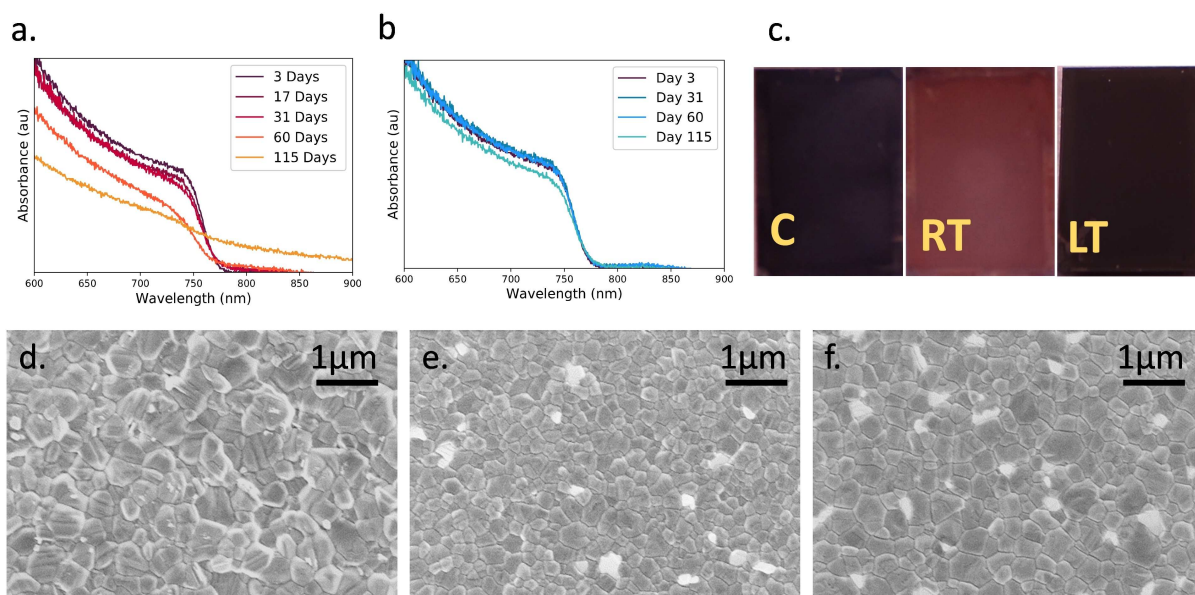 a.
b
c.
3 Days
17 Days
31 Days
60 Days
115 Days
Absorbance (au)
600 650 700 750 800 850 900
Wavelength (nm)
Day 3
Day 31
Day 60
Day 115
Absorbance (au)
600 650 700 750 800 850 900
Wavelength (nm)
C
RT
LT
d.
1μm
e.
1μm
f.
1μm